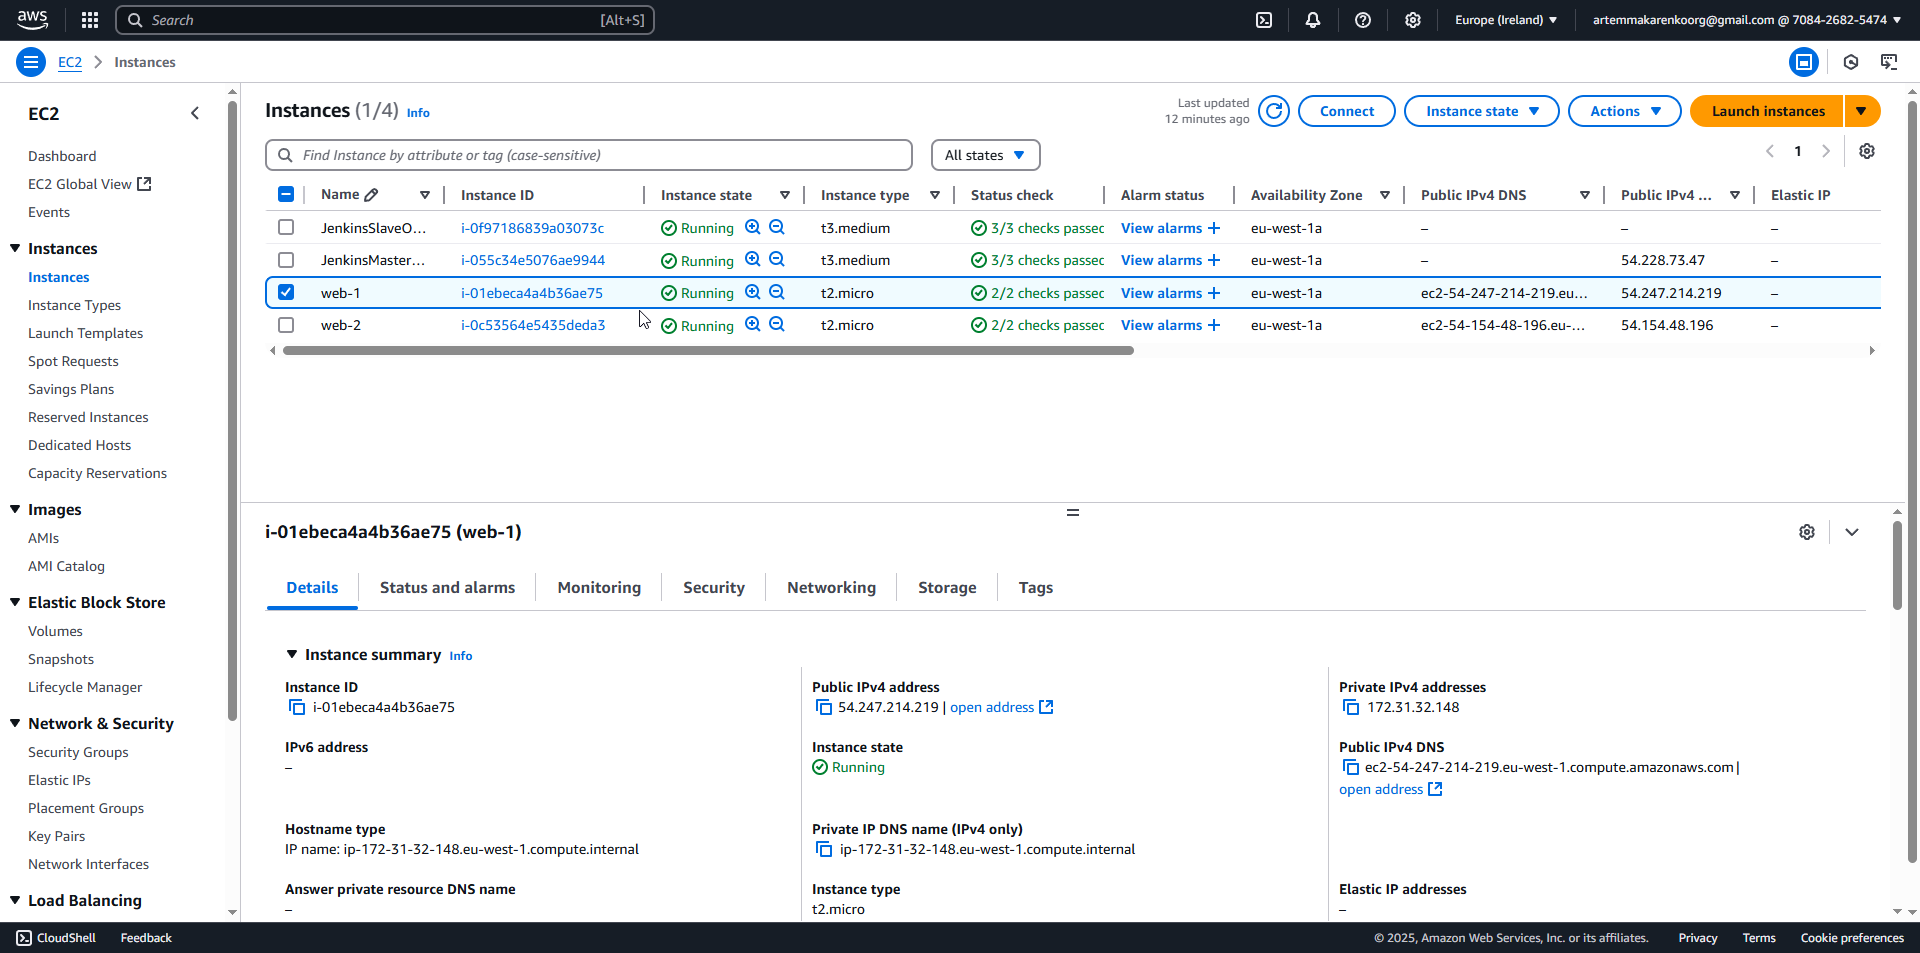 aws
Search [Alt+S]
Europe (Ireland)
artemmakarenkoorg@gmail.com @ 7084-2682-5474
EC2
Instances
EC2
Dashboard
EC2 Global View
Events
Instances
Instances
Instance Types
Launch Templates
Spot Requests
Savings Plans
Reserved Instances
Dedicated Hosts
Capacity Reservations
Images
AMIs
AMI Catalog
Elastic Block Store
Volumes
Snapshots
Lifecycle Manager
Network & Security
Security Groups
Elastic IPs
Placement Groups
Key Pairs
Network Interfaces
Load Balancing
Instances (1/4) Info
Last updated
12 minutes ago
Connect
Instance state
Actions
Launch instances
Find Instance by attribute or tag (case-sensitive)
All states
1
Name Instance ID Instance state Instance type Status check Alarm status Availability Zone Public IPv4 DNS Public IPv4 ... Elastic IP
JenkinsSlaveO... i-0f97186839a03073c Running t3.medium 3/3 checks passec View alarms + eu-west-1a – – –
JenkinsMaster... i-055c34e5076ae9944 Running t3.medium 3/3 checks passec View alarms + eu-west-1a – 54.228.73.47 –
web-1 i-01ebeca4a4b36ae75 Running t2.micro 2/2 checks passec View alarms + eu-west-1a ec2-54-247-214-219.eu... 54.247.214.219 –
web-2 i-0c53564e5435deda3 Running t2.micro 2/2 checks passec View alarms + eu-west-1a ec2-54-154-48-196.eu-... 54.154.48.196 –
i-01ebeca4a4b36ae75 (web-1)
Details Status and alarms Monitoring Security Networking Storage Tags
Instance summary Info
Instance ID
i-01ebeca4a4b36ae75
Public IPv4 address
54.247.214.219 | open address
Private IPv4 addresses
172.31.32.148
IPv6 address
–
Instance state
Running
Public IPv4 DNS
ec2-54-247-214-219.eu-west-1.compute.amazonaws.com |
open address
Hostname type
IP name: ip-172-31-32-148.eu-west-1.compute.internal
Private IP DNS name (IPv4 only)
ip-172-31-32-148.eu-west-1.compute.internal
Answer private resource DNS name
–
Instance type
t2.micro
Elastic IP addresses
–
CloudShell Feedback
© 2025, Amazon Web Services, Inc. or its affiliates. Privacy Terms Cookie preferences